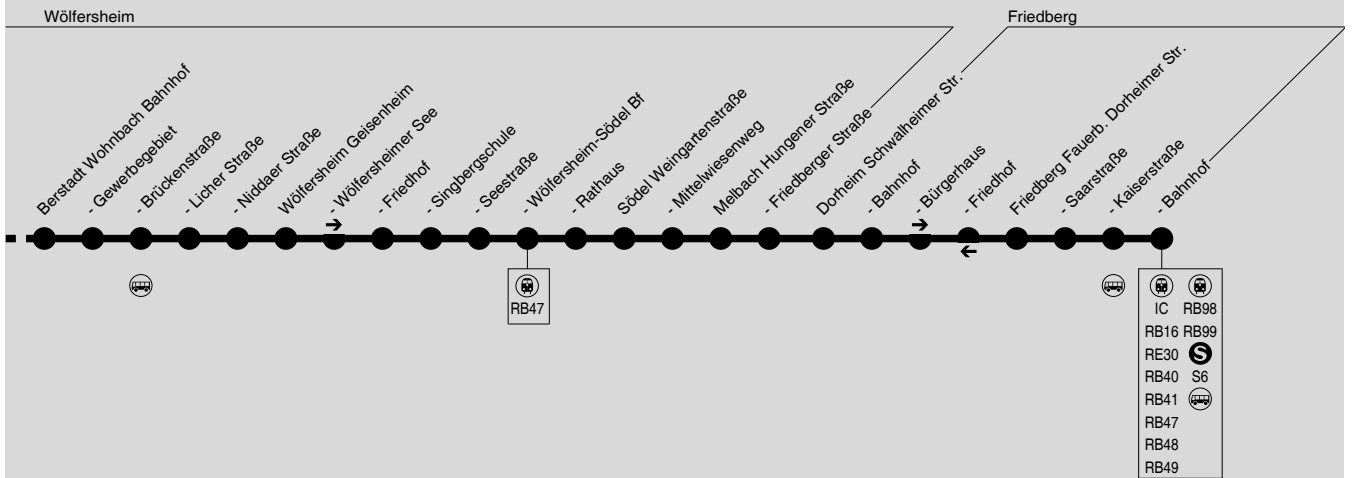 Wölfersheim
Friedberg
Berstadt Wohnbach Bahnhof
- Gewerbegebiet
- Brückenstraße
- Licher Straße
- Niddaer Straße
Wölfersheim Geisenheim
- Wölfersheimer See
- Friedhof
- Singbergschule
- Seestraße
- Wölfersheim-Södel Bf
- Rathaus
Södel Weingartenstraße
- Mittelwiesenweg
Melbach Hungener Straße
- Friedberger Straße
Dorheim Schwalheimer Str.
- Bahnhof
- Bürgerhaus
- Friedhof
Friedberg Fauerb. Dorheimer Str.
- Saarstraße
- Kaiserstraße
- Bahnhof
RB47
IC RB98
RB16 RB99
RE30 S
RB40 S6
RB41
RB47
RB48
RB49